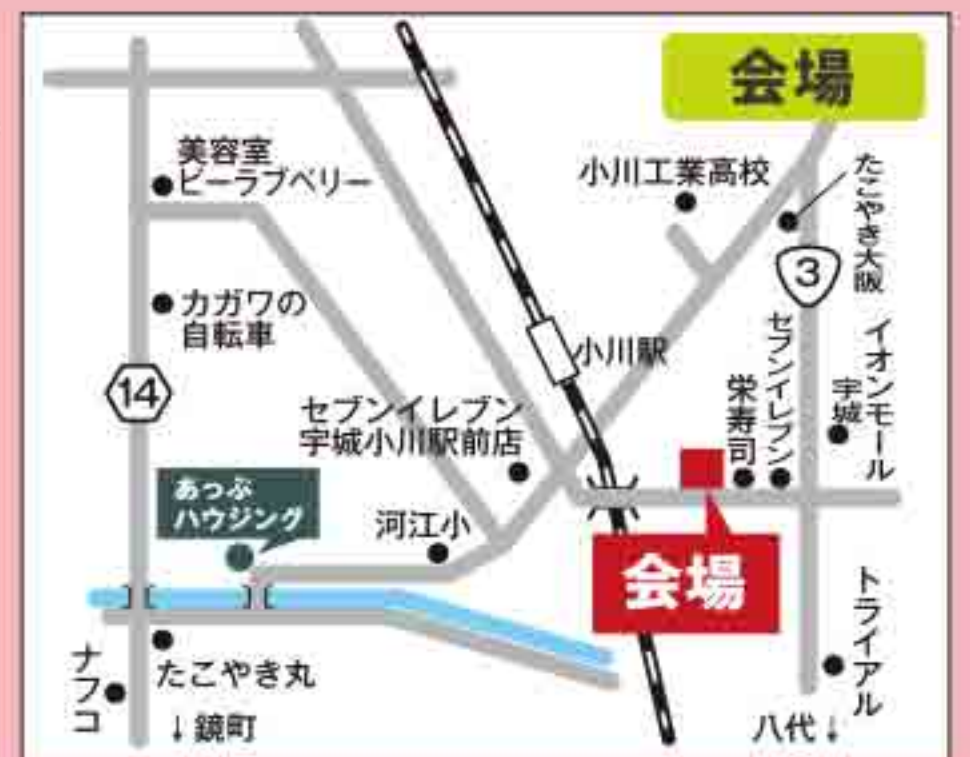 会場
美容室
ビーラブベリー
小川工業高校
たこやき大阪
3
カガワの
自転車
小川駅
14
セブンイレブン
宇城小川駅前店
栄寿司
セブンイレブン
イオンモール
宇城
あっぷ
ハウジング
河江小
会場
トライアル
たこやき丸
ナフコ
↓鏡町
八代↓